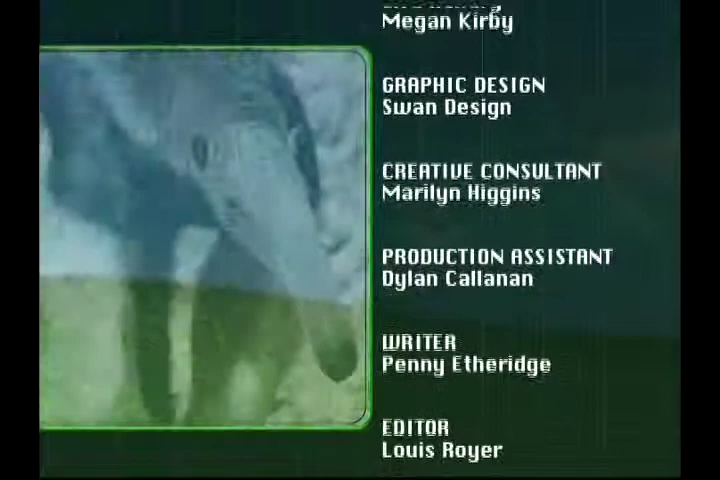 Megan Kirby
GRAPHIC DESIGN
Swan Design
CREATIVE CONSULTANT
Marilyn Higgins
PRODUCTION ASSISTANT
Dylan Callanan
WRITER
Penny Etheridge
EDITOR
Louis Royer